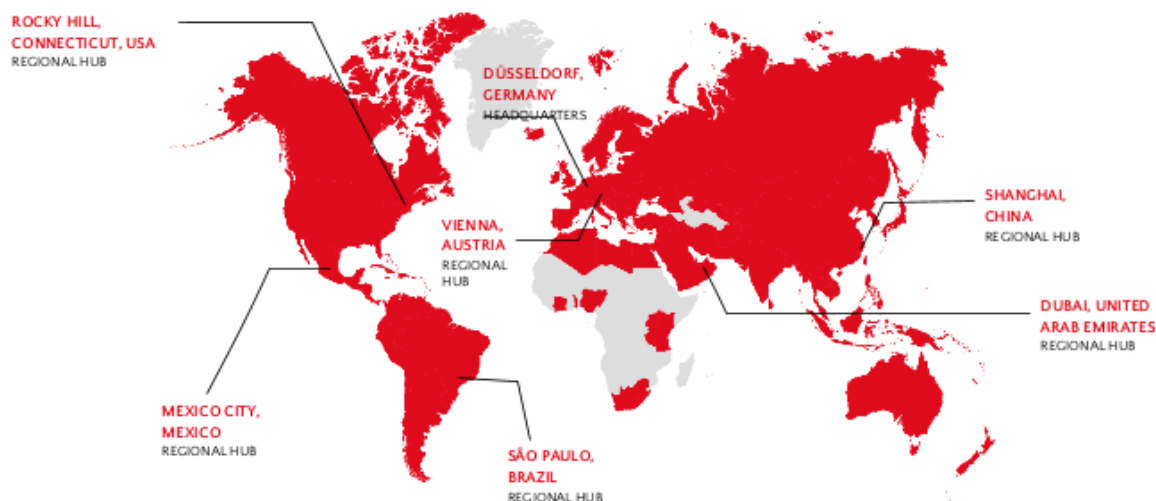 ROCKY HILL,
CONNECTICUT, USA
REGIONAL HUB
DÜSSELDORF,
GERMANY
HEADQUARTERS
VIENNA,
AUSTRIA
REGIONAL
HUB
SHANGHAI,
CHINA
REGIONAL HUB
DUBAI, UNITED
ARAB EMIRATES
REGIONAL HUB
MEXICO CITY,
MEXICO
REGIONAL HUB
SÃO PAULO,
BRAZIL
REGIONAL HUB